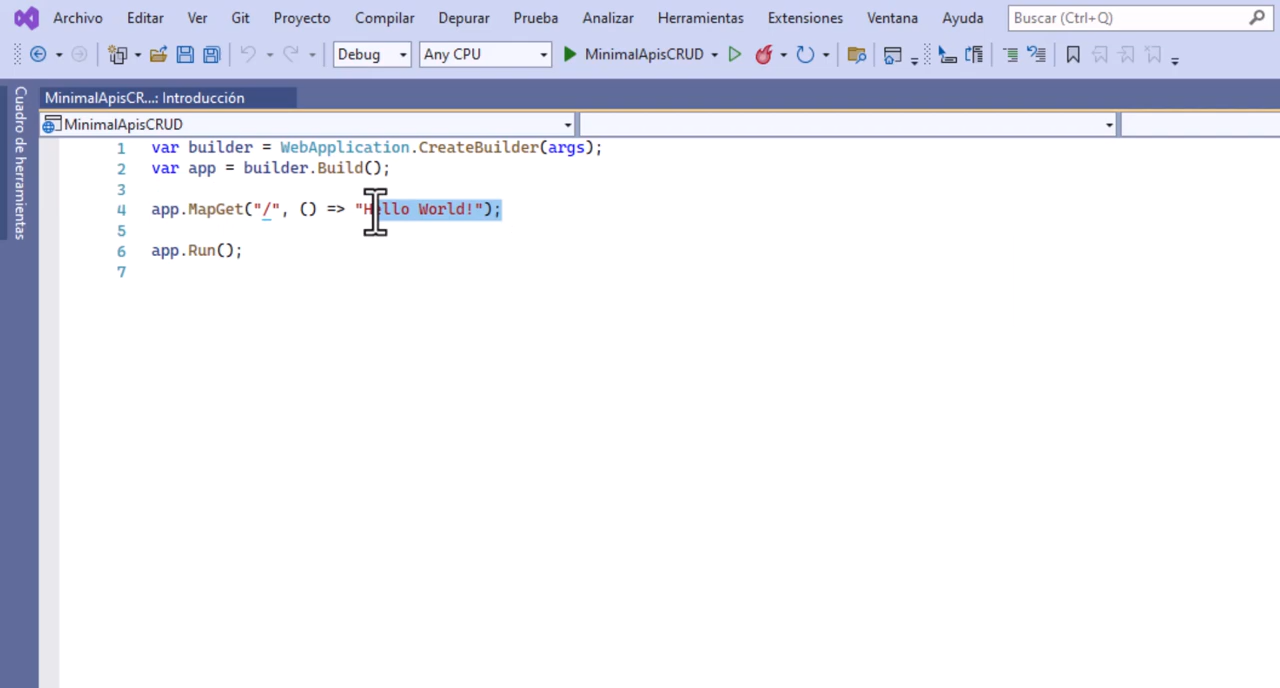 Archivo Editar Ver Git Proyecto Compilar Depurar Prueba Analizar Herramientas Extensiones Ventana Ayuda Buscar (Ctrl+Q)
Debug Any CPU MinimalApisCRUD
MinimalApisCR...: Introducción
MinimalApisCRUD
Cuadro de herramientas
1 var builder = WebApplication.CreateBuilder(args);
2 var app = builder.Build();
3
4 app.MapGet("/", () => "Hello World!");
5
6 app.Run();
7